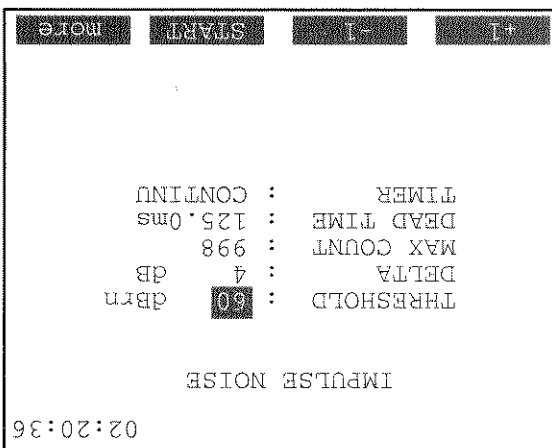 02:20:36
IMPULSE NOISE
THRESHOLD : 60 dBrn
DELTA : 4 dB
MAX COUNT : 998
DEAD TIME : 125.0ms
TIMER : CONTINU
+1 -1 START more